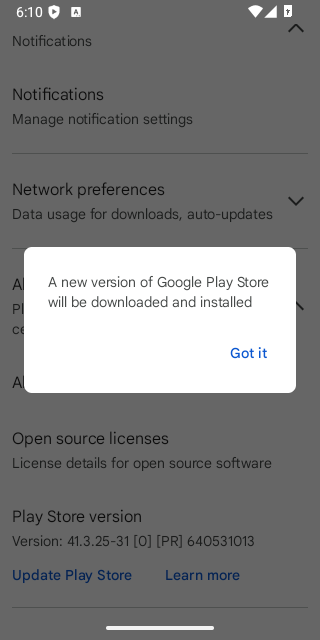 6:10
Notifications
Notifications
Manage notification settings
Network preferences
Data usage for downloads, auto-updates
A new version of Google Play Store
will be downloaded and installed
Got it
Open source licenses
License details for open source software
Play Store version
Version: 41.3.25-31 [0] [PR] 640531013
Update Play Store Learn more